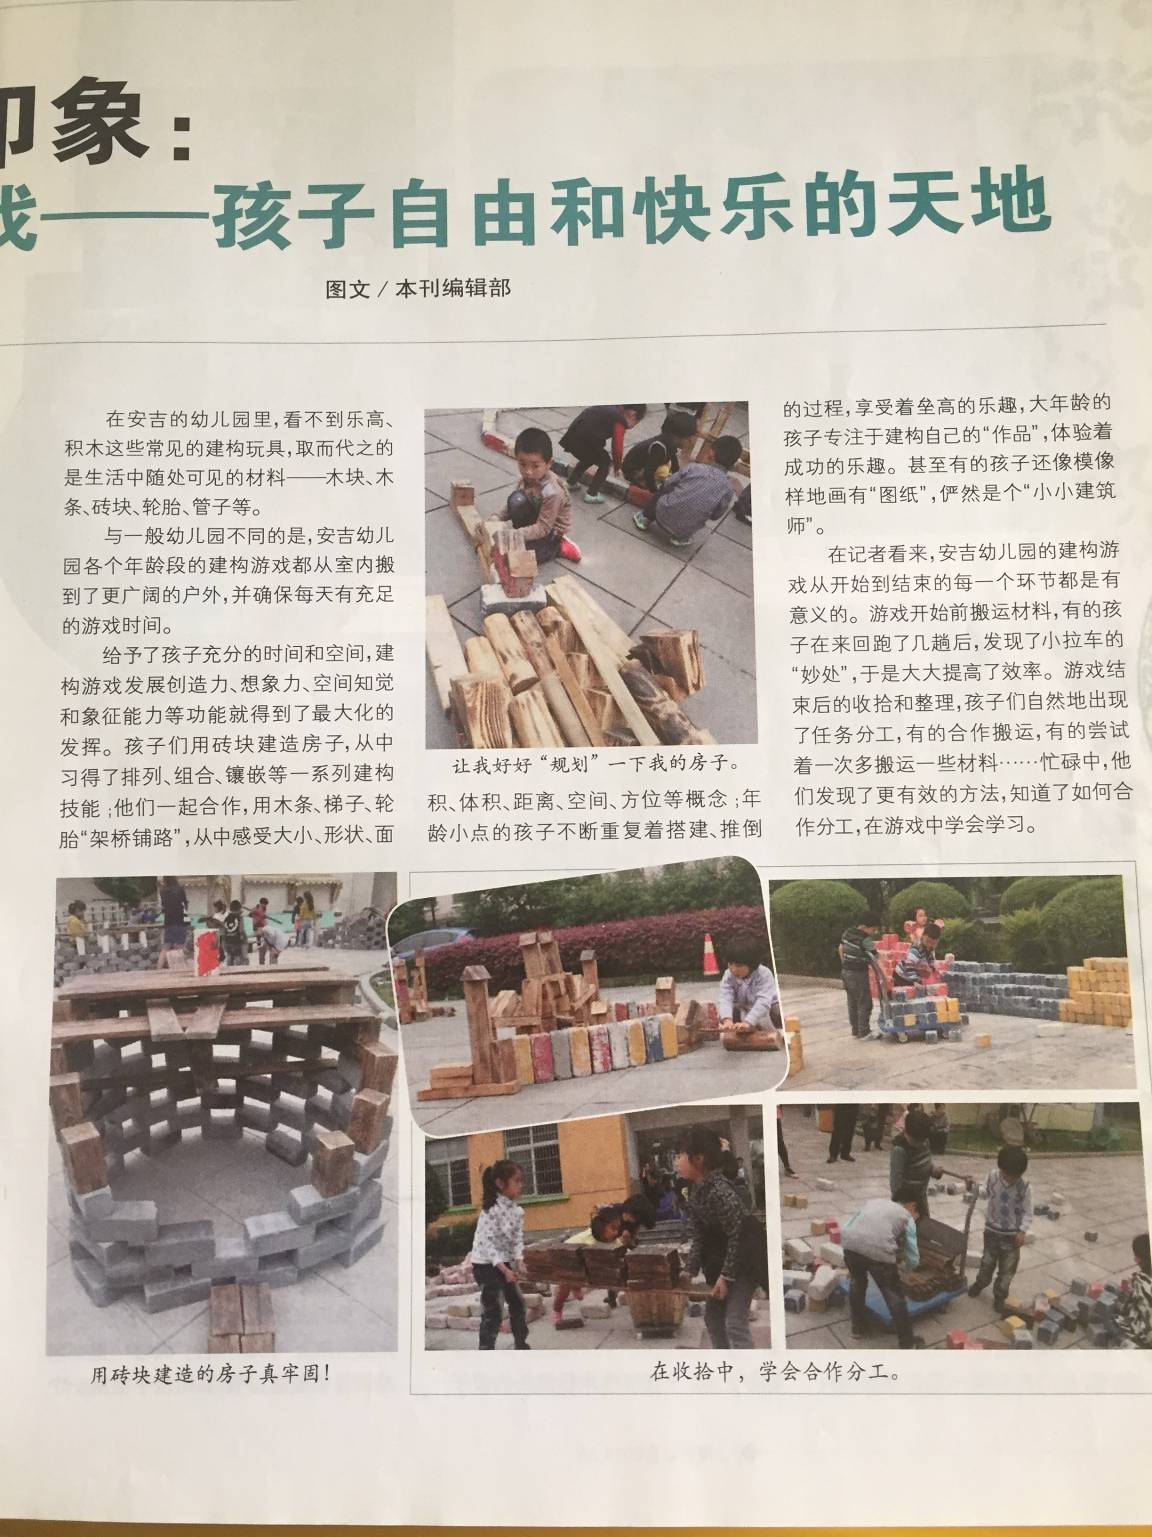 印象：
戏——孩子自由和快乐的天地
图文/本刊编辑部
在安吉的幼儿园里，看不到乐高、
积木这些常见的建构玩具，取而代之的
是生活中随处可见的材料——木块、木
条、砖块、轮胎、管子等。
与一般幼儿园不同的是，安吉幼儿
园各个年龄段的建构游戏都从室内搬
到了更广阔的户外，并确保每天有充足
的游戏时间。
给予了孩子充分的时间和空间，建
构游戏发展创造力、想象力、空间知觉
和象征能力等功能就得到了最大化的
发挥。孩子们用砖块建造房子，从中
习得了排列、组合、镶嵌等一系列建构
技能；他们一起合作，用木条、梯子、轮
胎“架桥铺路”，从中感受大小、形状、面
让我好好“规划”一下我的房子。
积、体积、距离、空间、方位等概念；年
龄小点的孩子不断重复着搭建、推倒
的过程，享受着垒高的乐趣，大年龄的
孩子专注于建构自己的“作品”，体验着
成功的乐趣。甚至有的孩子还像模像
样地画有“图纸”，俨然是个“小小建筑
师”。
在记者看来，安吉幼儿园的建构游
戏从开始到结束的每一个环节都是有
意义的。游戏开始前搬运材料，有的孩
子在来回跑了几趟后，发现了小拉车的
“妙处”，于是大大提高了效率。游戏结
束后的收拾和整理，孩子们自然地出现
了任务分工，有的合作搬运，有的尝试
着一次多搬运一些材料……忙碌中，他
们发现了更有效的方法，知道了如何合
作分工，在游戏中学会学习。
用砖块建造的房子真牢固！
在收拾中，学会合作分工。